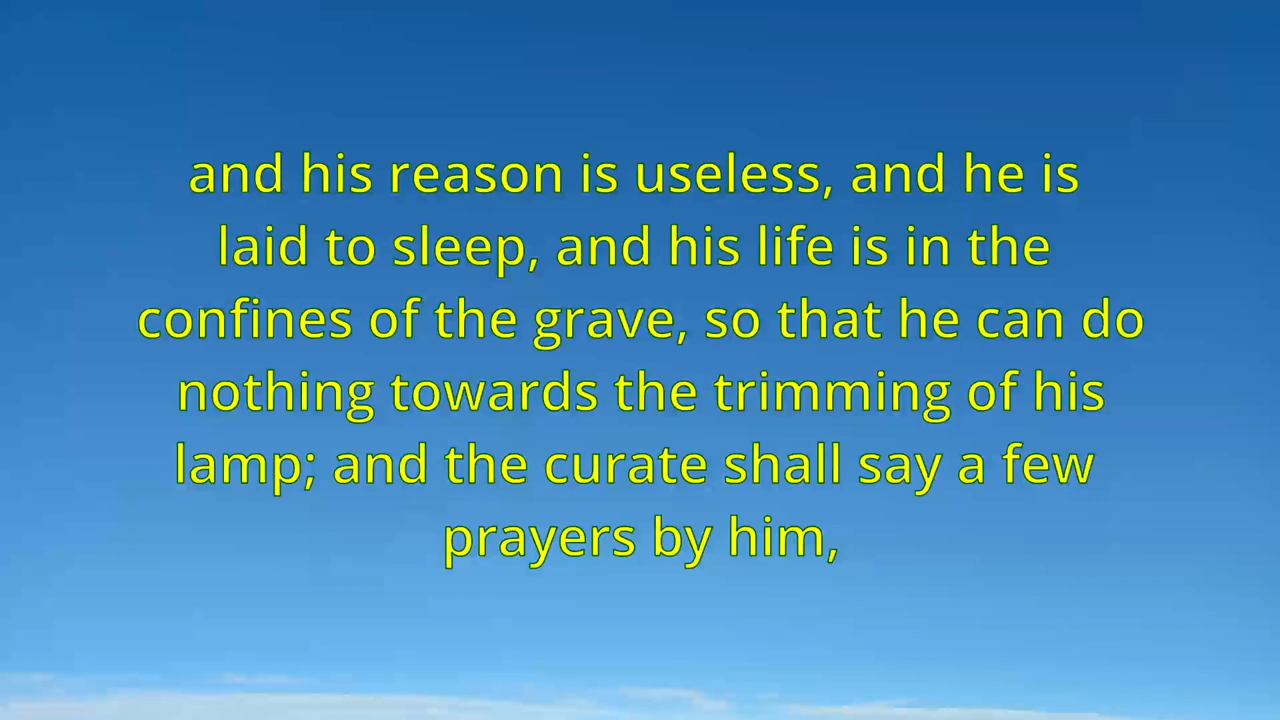 and his reason is useless, and he is
laid to sleep, and his life is in the
confines of the grave, so that he can do
nothing towards the trimming of his
lamp; and the curate shall say a few
prayers by him,